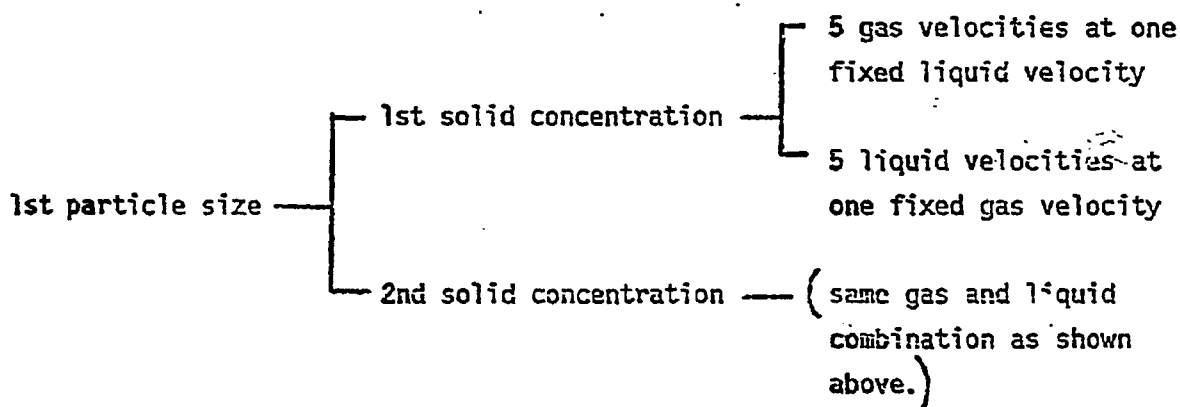 5 gas velocities at one
fixed liquid velocity
1st solid concentration
5 liquid velocities at
one fixed gas velocity
1st particle size
2nd solid concentration
(same gas and liquid
combination as shown
above.)